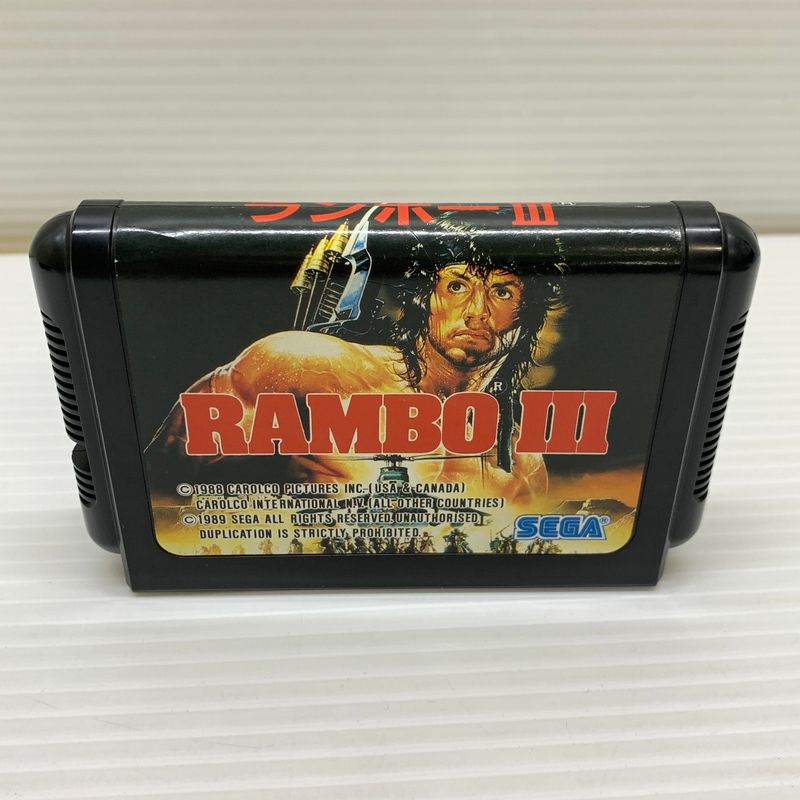 ランボーIII
RAMBO III ®
©1988 CAROLCO PICTURES INC. (USA & CANADA)
CAROLCO INTERNATIONAL N.V. (ALL OTHER COUNTRIES)
©1989 SEGA ALL RIGHTS RESERVED. UNAUTHORISED
DUPLICATION IS STRICTLY PROHIBITED.
SEGA®